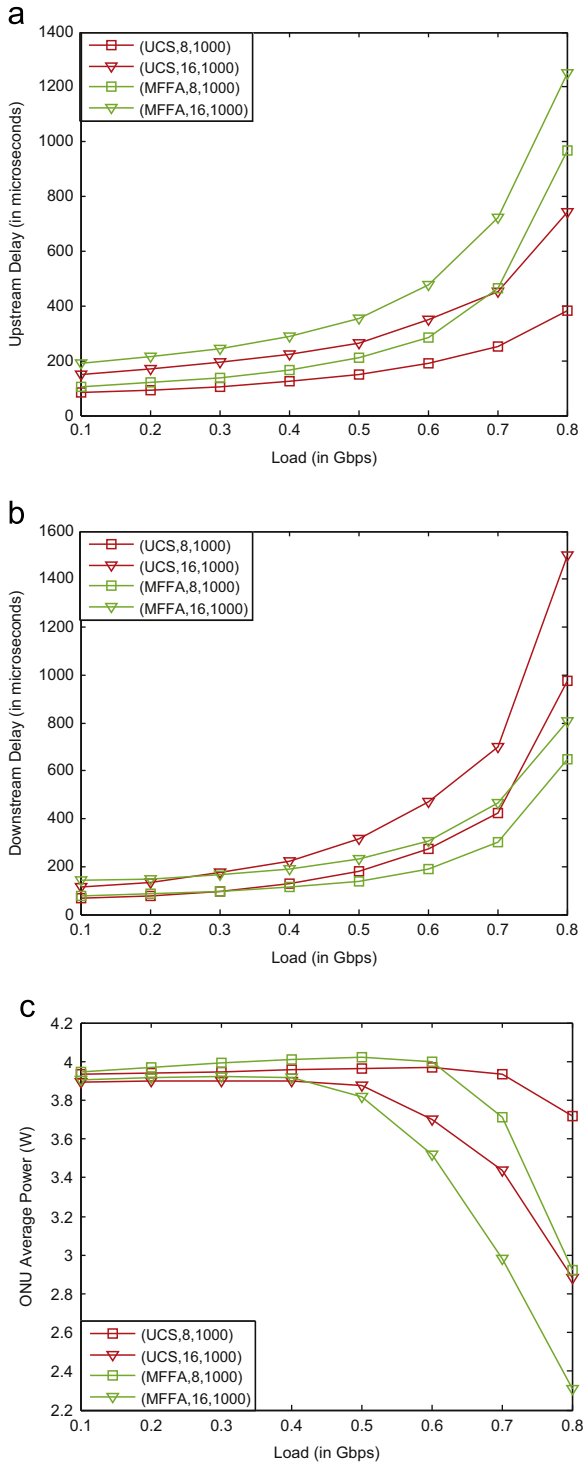 a
1400
1200
1000
800
600
400
200
0
Upstream Delay (in microseconds)
(UCS,8,1000)
(UCS,16,1000)
(MFFA,8,1000)
(MFFA,16,1000)
0.1 0.2 0.3 0.4 0.5 0.6 0.7 0.8
Load (in Gbps)
b
1600
1400
1200
1000
800
600
400
200
0
Downstream Delay (in microseconds)
(UCS,8,1000)
(UCS,16,1000)
(MFFA,8,1000)
(MFFA,16,1000)
0.1 0.2 0.3 0.4 0.5 0.6 0.7 0.8
Load (in Gbps)
c
4.2
4
3.8
3.6
3.4
3.2
3
2.8
2.6
2.4
2.2
ONU Average Power (W)
(UCS,8,1000)
(UCS,16,1000)
(MFFA,8,1000)
(MFFA,16,1000)
0.1 0.2 0.3 0.4 0.5 0.6 0.7 0.8
Load (in Gbps)